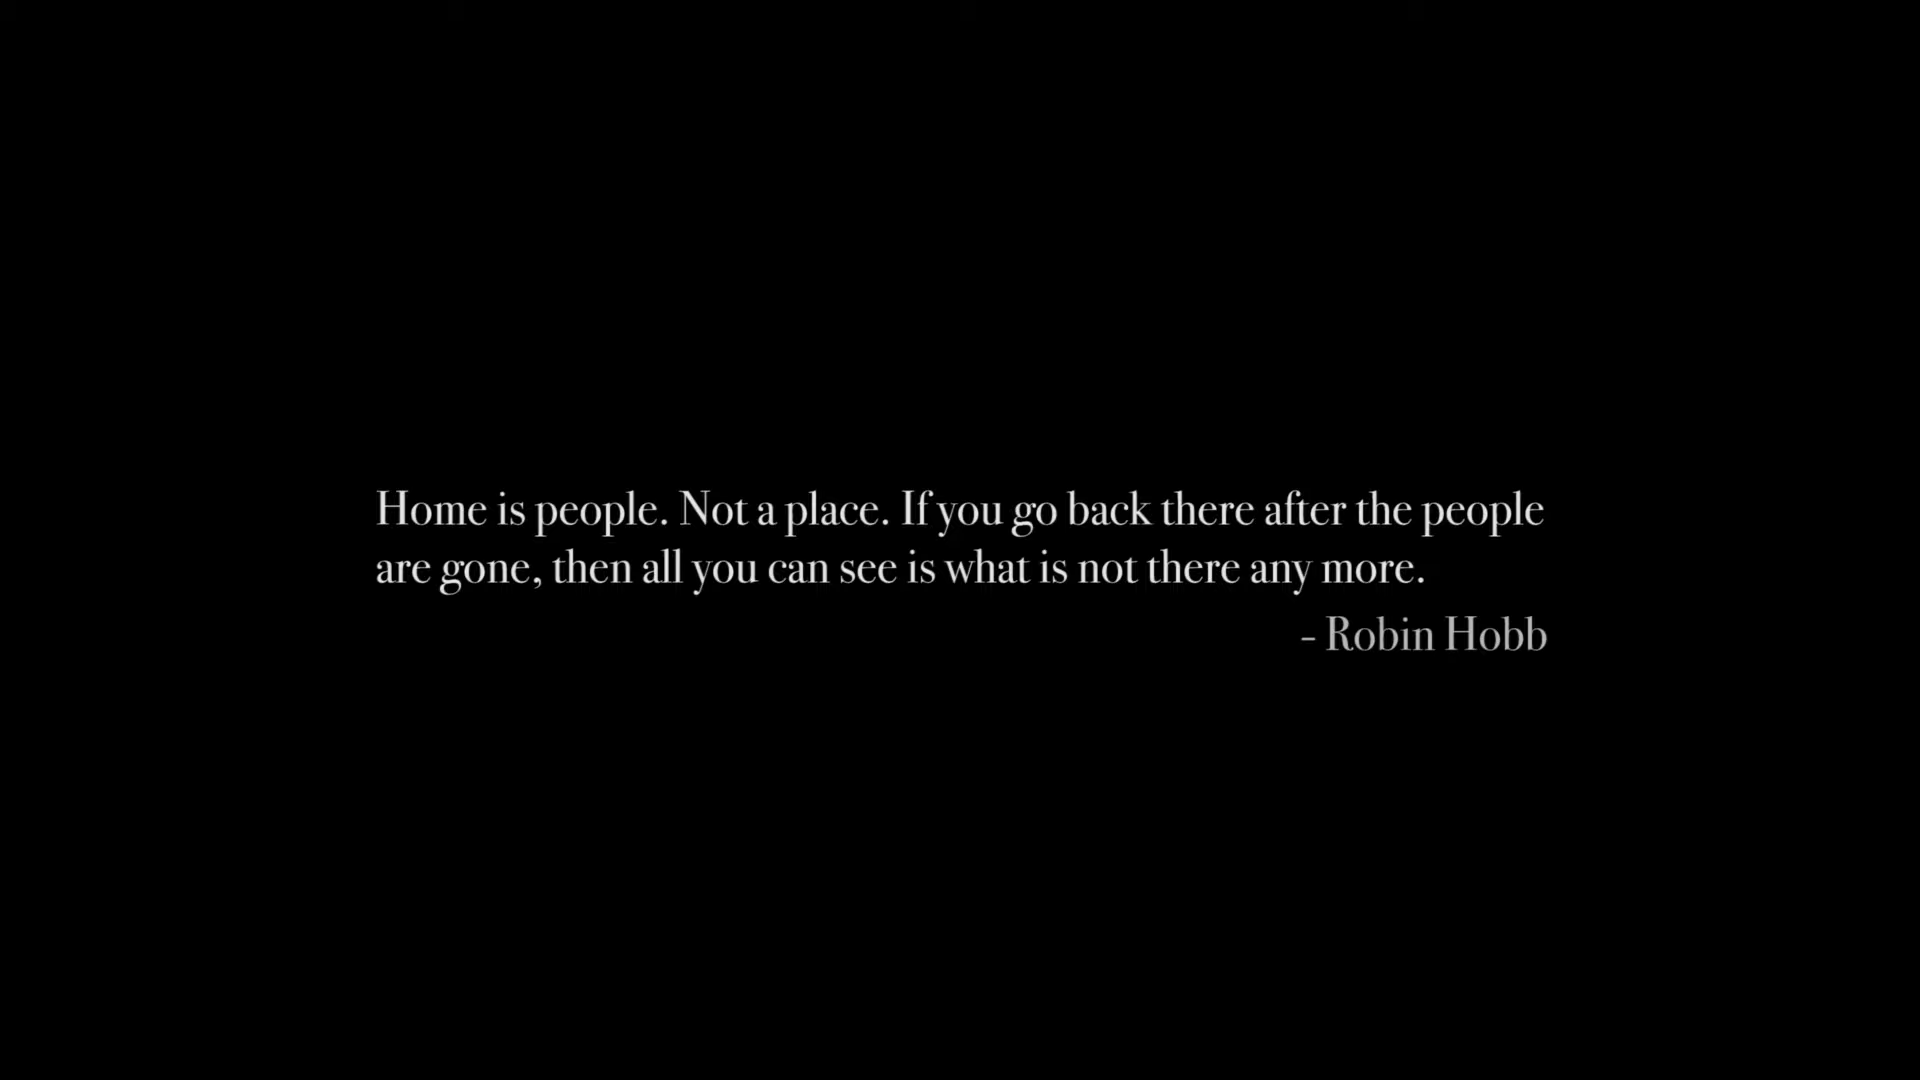 Home is people. Not a place. If you go back there after the people
are gone, then all you can see is what is not there any more.
- Robin Hobb